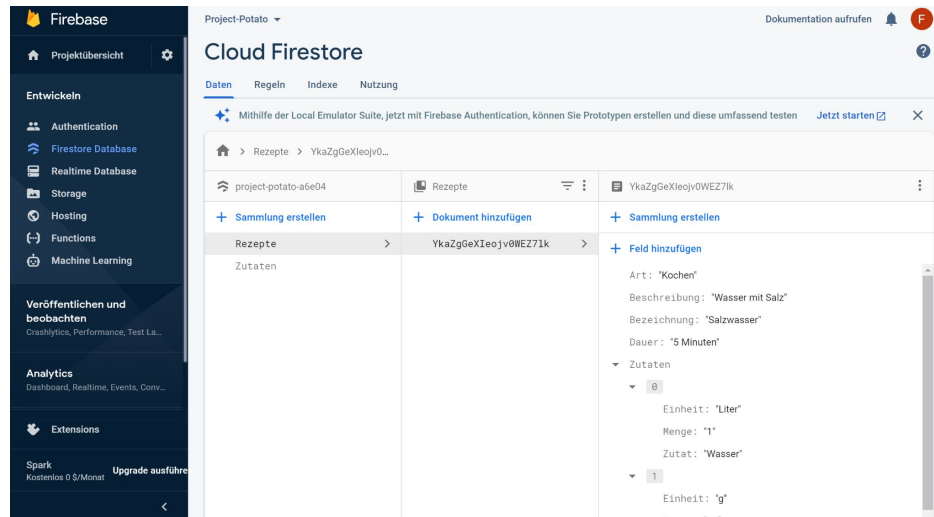 Firebase
Project-Potato
Dokumentation aufrufen
F
Projektübersicht
Cloud Firestore
Daten Regeln Indexe Nutzung
Entwickeln
Authentication
Firestore Database
Realtime Database
Storage
Hosting
Functions
Machine Learning
Veröffentlichen und
beobachten
Crashlytics, Performance, Test La...
Analytics
Dashboard, Realtime, Events, Conv...
Extensions
Spark
Kostenlos 0 $/Monat
Upgrade ausführe
Mithilfe der Local Emulator Suite, jetzt mit Firebase Authentication, können Sie Prototypen erstellen und diese umfassend testen Jetzt starten
Rezepte > YkaZgGeXIeojv0...
project-potato-a6e04
+ Sammlung erstellen
Rezepte
Zutaten
Rezepte
+ Dokument hinzufügen
YkaZgGeXIeojv0WEZ7lk
YkaZgGeXIeojv0WEZ7lk
+ Sammlung erstellen
+ Feld hinzufügen
Art: "Kochen"
Beschreibung: "Wasser mit Salz"
Bezeichnung: "Salzwasser"
Dauer: "5 Minuten"
Zutaten
0
Einheit: "Liter"
Menge: "1"
Zutat: "Wasser"
1
Einheit: "g"